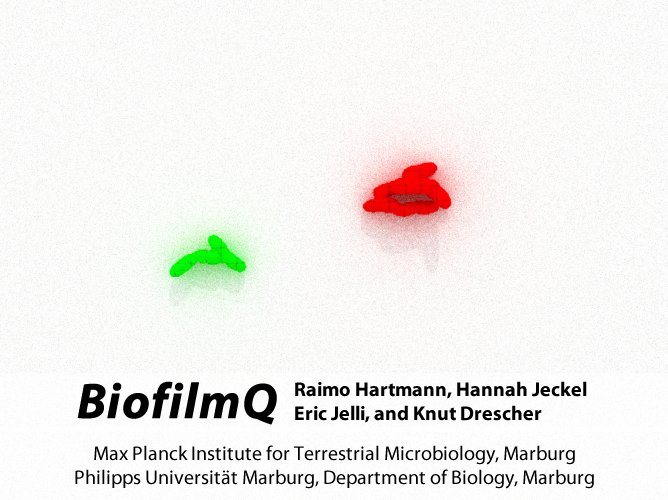 BiofilmQ
Raimo Hartmann, Hannah Jeckel
Eric Jelli, and Knut Drescher
Max Planck Institute for Terrestrial Microbiology, Marburg
Philipps Universität Marburg, Department of Biology, Marburg